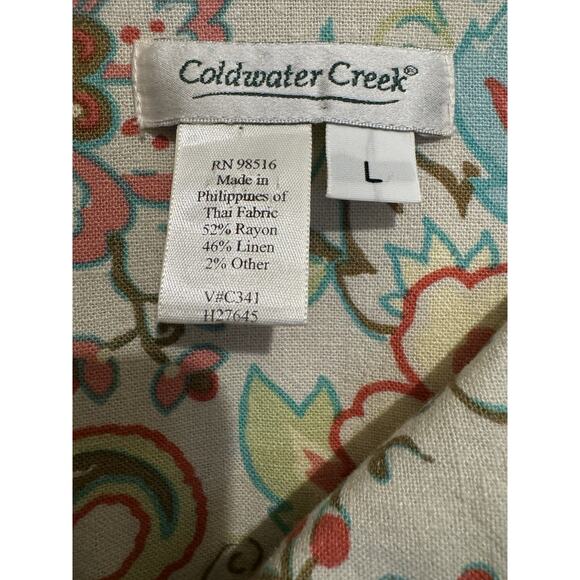 Coldwater Creek®
L
RN 98516
Made in
Philippines of
Thai Fabric
52% Rayon
46% Linen
2% Other
V#C341
H27645
(c)